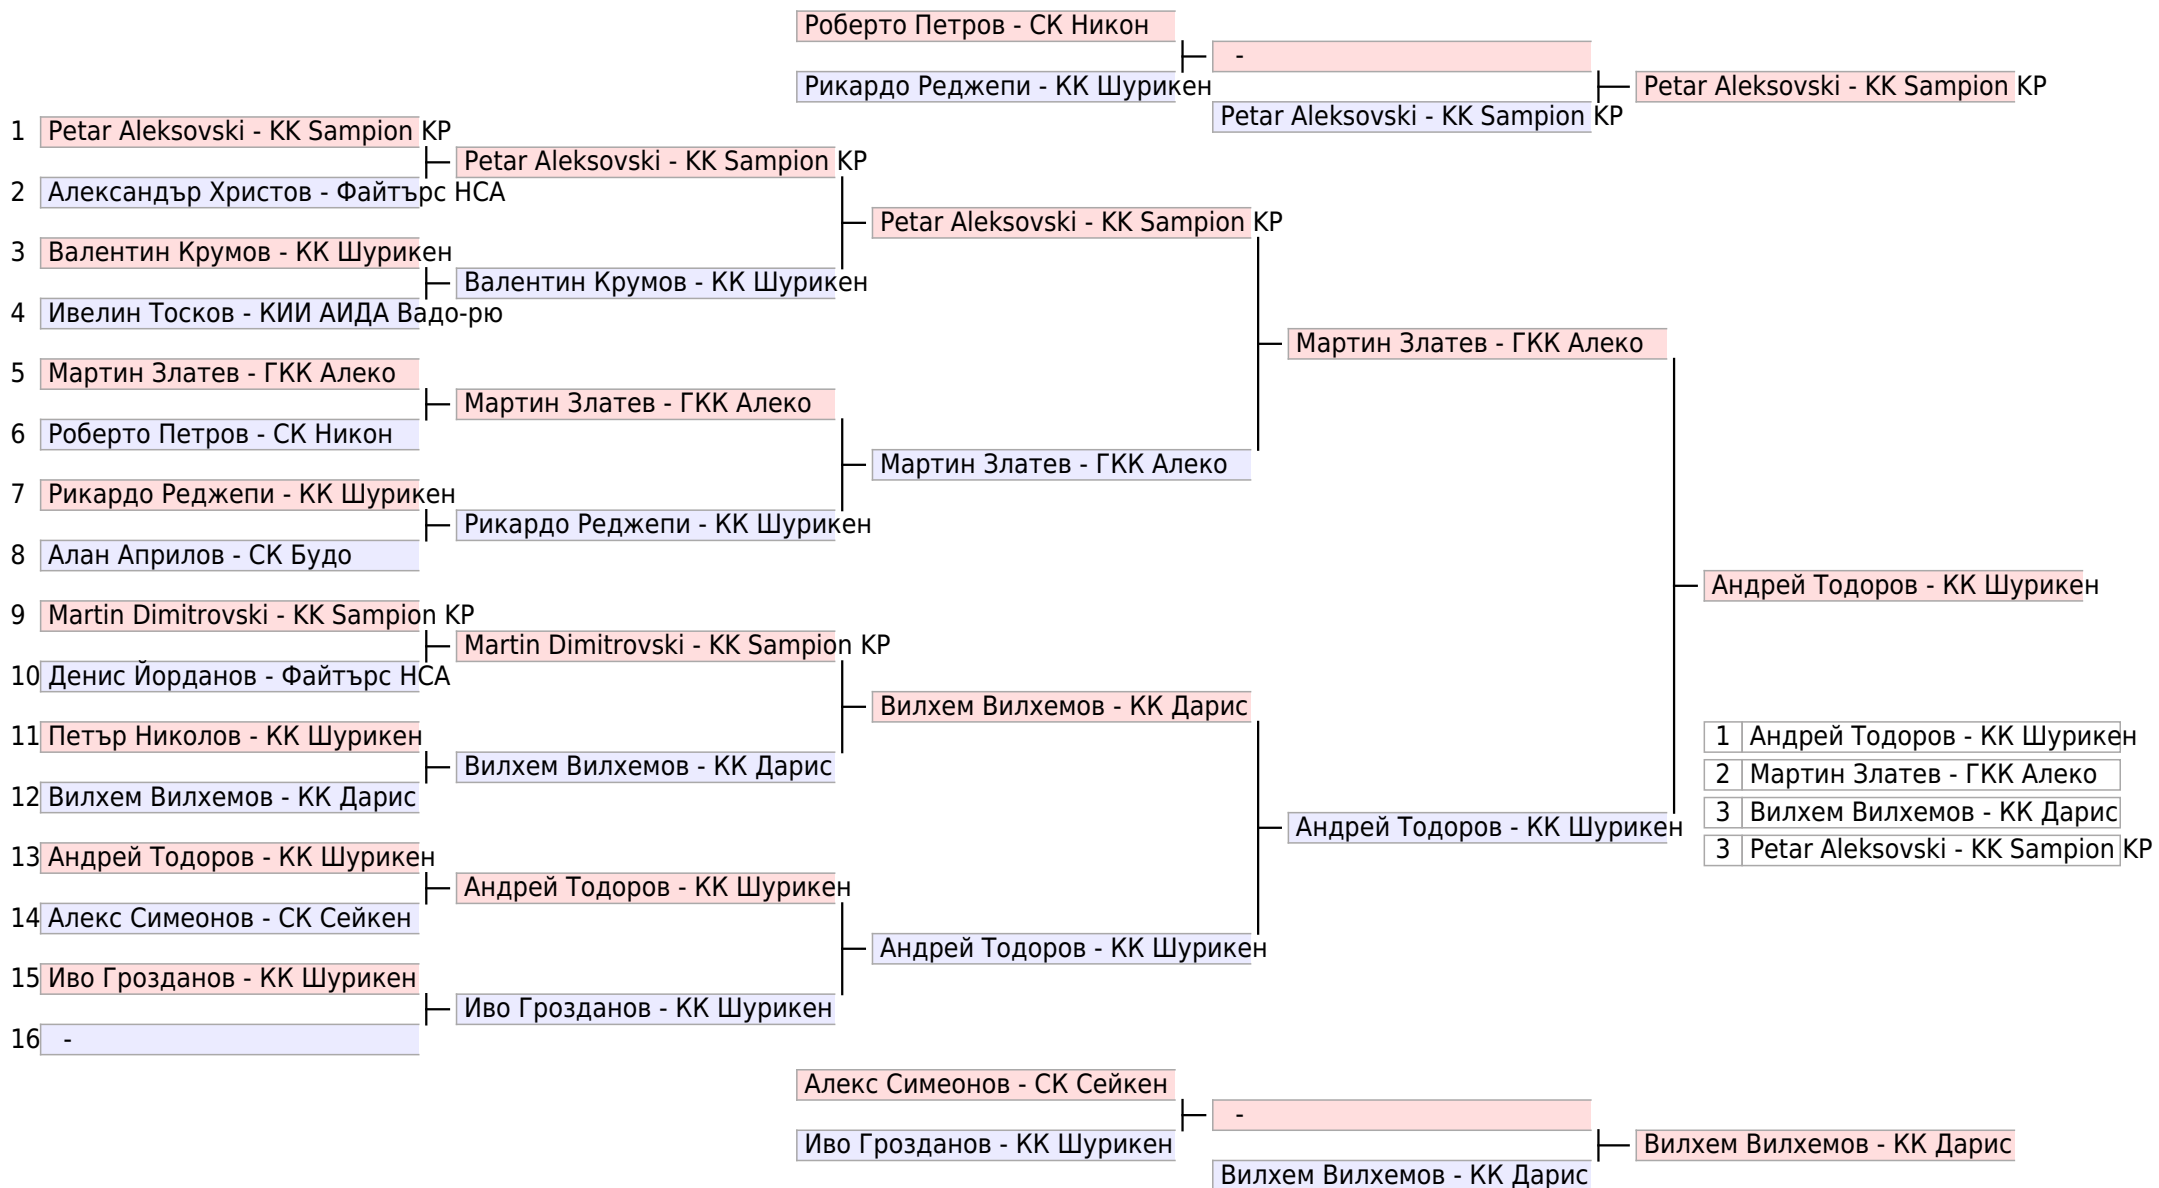 Роберто Петров - СК Никон
-
Рикардо Реджепи - КК Шурикен
Petar Aleksovski - KK Sampion KP
Petar Aleksovski - KK Sampion KP
1 Petar Aleksovski - KK Sampion KP
Petar Aleksovski - KK Sampion KP
2 Александър Христов - Файтърс НСА
Petar Aleksovski - KK Sampion KP
3 Валентин Крумов - КК Шурикен
Валентин Крумов - КК Шурикен
4 Ивелин Тосков - КИИ АИДА Вадо-рю
Мартин Златев - ГКК Алеко
5 Мартин Златев - ГКК Алеко
Мартин Златев - ГКК Алеко
6 Роберто Петров - СК Никон
Мартин Златев - ГКК Алеко
7 Рикардо Реджепи - КК Шурикен
Рикардо Реджепи - КК Шурикен
8 Алан Априлов - СК Будо
Андрей Тодоров - КК Шурикен
9 Martin Dimitrovski - KK Sampion KP
Martin Dimitrovski - KK Sampion KP
10 Денис Йорданов - Файтърс НСА
Вилхем Вилхемов - КК Дарис
11 Петър Николов - КК Шурикен
Вилхем Вилхемов - КК Дарис
12 Вилхем Вилхемов - КК Дарис
1 Андрей Тодоров - КК Шурикен
2 Мартин Златев - ГКК Алеко
3 Вилхем Вилхемов - КК Дарис
3 Petar Aleksovski - KK Sampion KP
Андрей Тодоров - КК Шурикен
13 Андрей Тодоров - КК Шурикен
Андрей Тодоров - КК Шурикен
14 Алекс Симеонов - СК Сейкен
Андрей Тодоров - КК Шурикен
15 Иво Грозданов - КК Шурикен
Иво Грозданов - КК Шурикен
16 -
Алекс Симеонов - СК Сейкен
-
Иво Грозданов - КК Шурикен
Вилхем Вилхемов - КК Дарис
Вилхем Вилхемов - КК Дарис